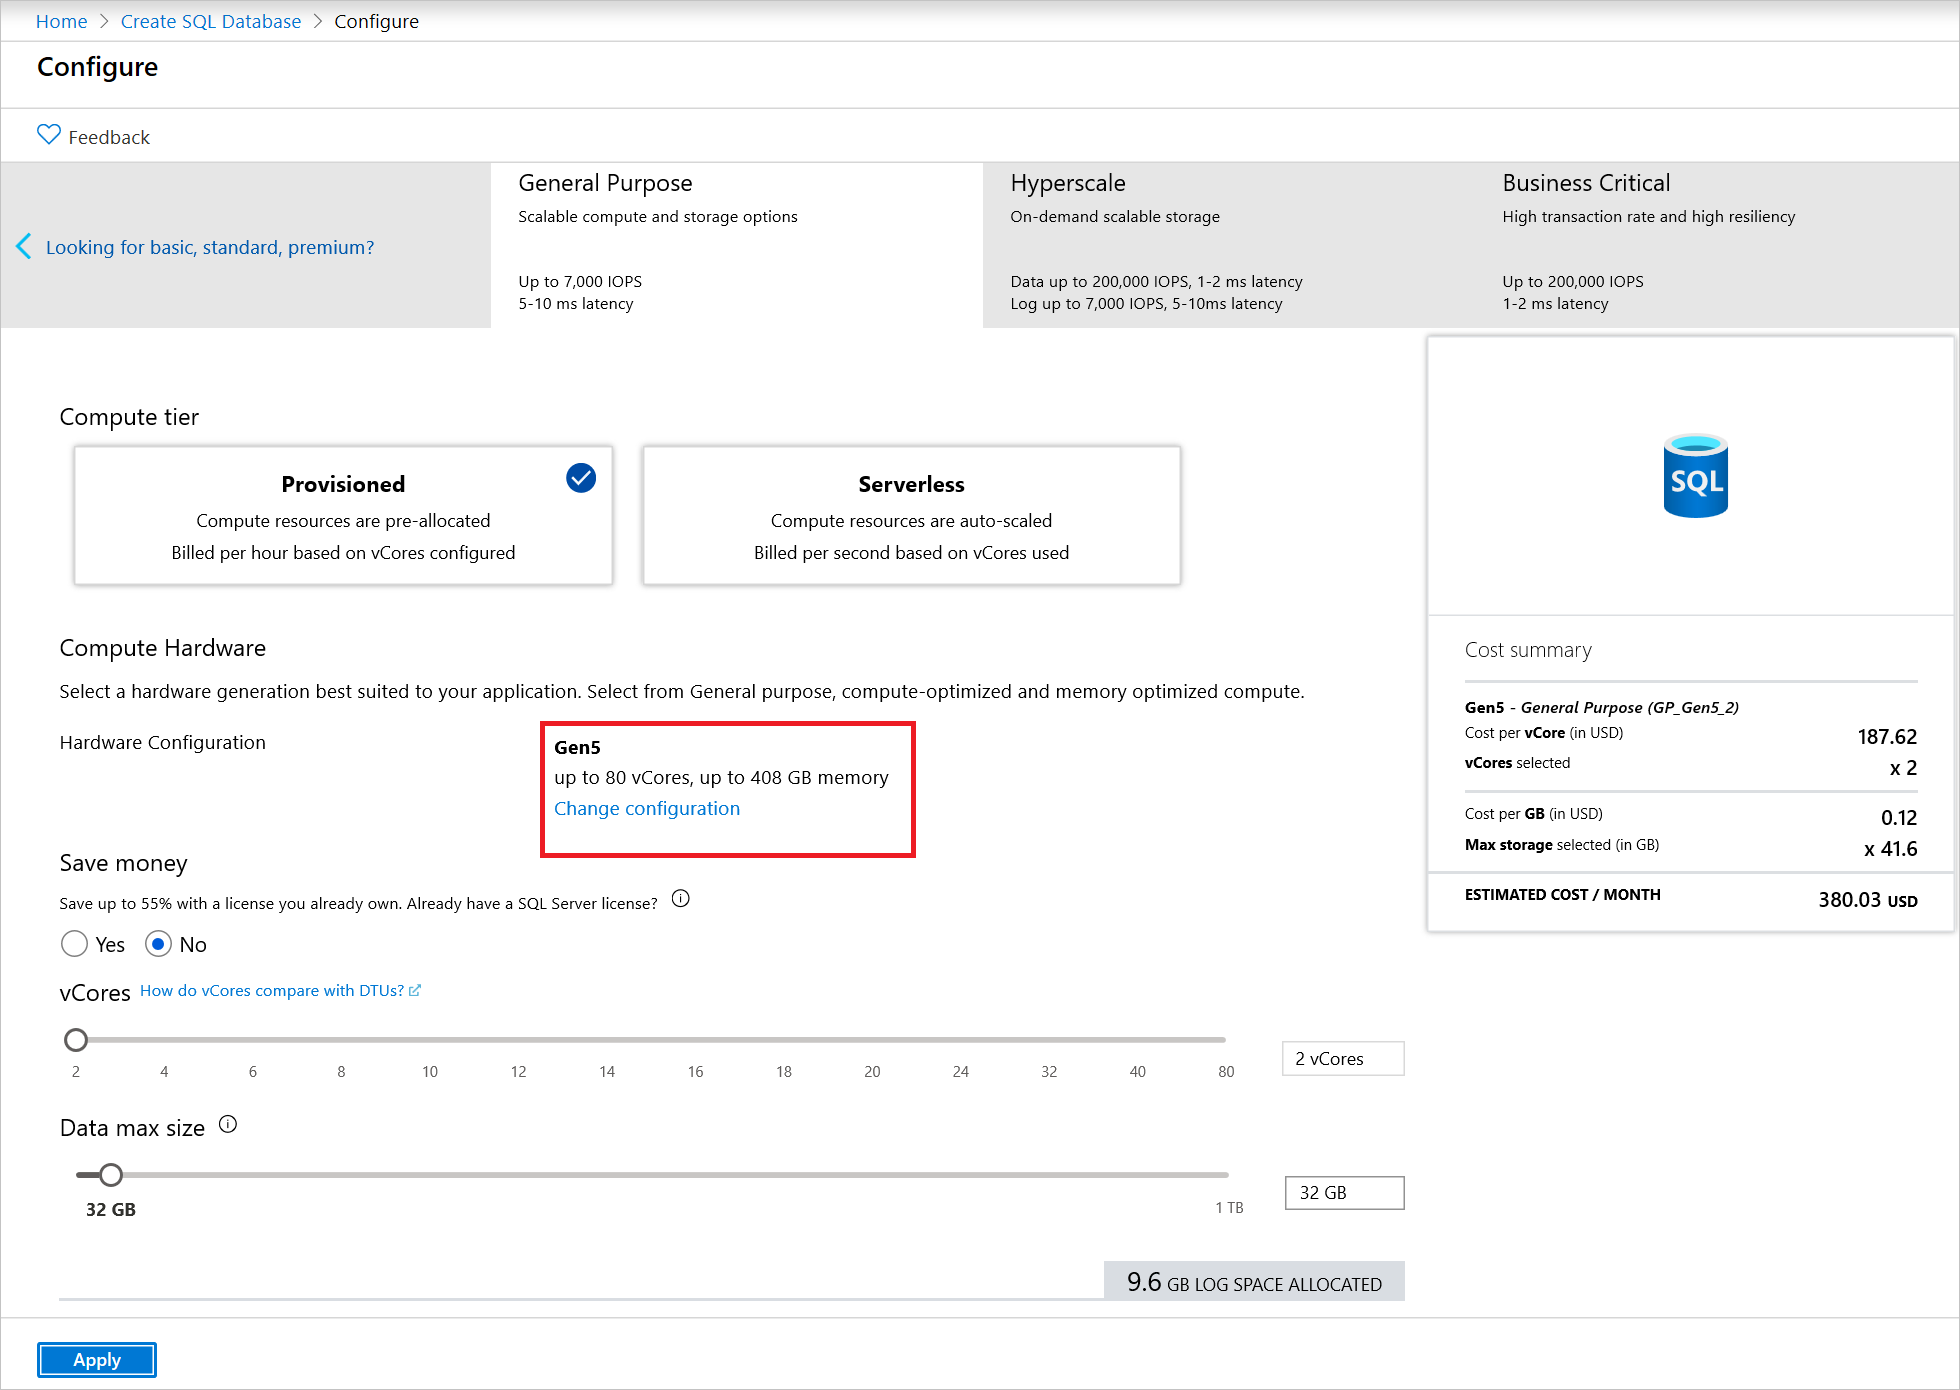 Home > Create SQL Database > Configure
Configure
Feedback
Looking for basic, standard, premium?
General Purpose
Scalable compute and storage options
Up to 7,000 IOPS
5-10 ms latency
Hyperscale
On-demand scalable storage
Data up to 200,000 IOPS, 1-2 ms latency
Log up to 7,000 IOPS, 5-10ms latency
Business Critical
High transaction rate and high resiliency
Up to 200,000 IOPS
1-2 ms latency
Compute tier
Provisioned
Compute resources are pre-allocated
Billed per hour based on vCores configured
Serverless
Compute resources are auto-scaled
Billed per second based on vCores used
Compute Hardware
Select a hardware generation best suited to your application. Select from General purpose, compute-optimized and memory optimized compute.
Hardware Configuration
Gen5
up to 80 vCores, up to 408 GB memory
Change configuration
Save money
Save up to 55% with a license you already own. Already have a SQL Server license?
Yes No
vCores How do vCores compare with DTUs?
2 4 6 8 10 12 14 16 18 20 24 32 40 80
2 vCores
Data max size
32 GB
1 TB
32 GB
9.6 GB LOG SPACE ALLOCATED
Apply
SQL
Cost summary
Gen5 - General Purpose (GP_Gen5_2)
Cost per vCore (in USD) 187.62
vCores selected x 2
Cost per GB (in USD) 0.12
Max storage selected (in GB) x 41.6
ESTIMATED COST / MONTH 380.03 USD